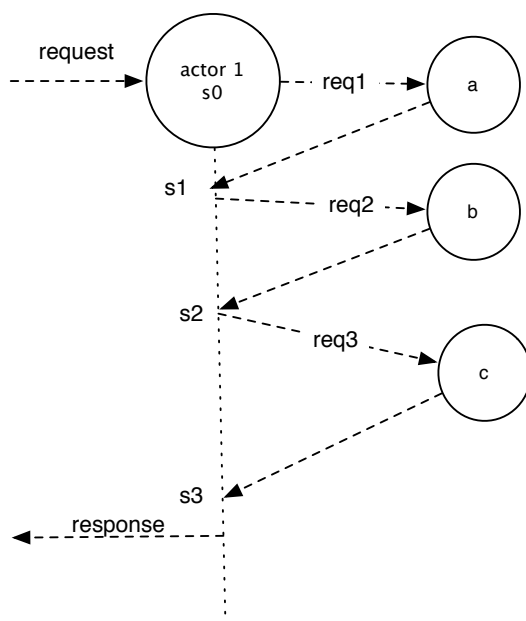 request
actor 1
s0
req1
a
s1
req2
b
s2
req3
c
s3
response